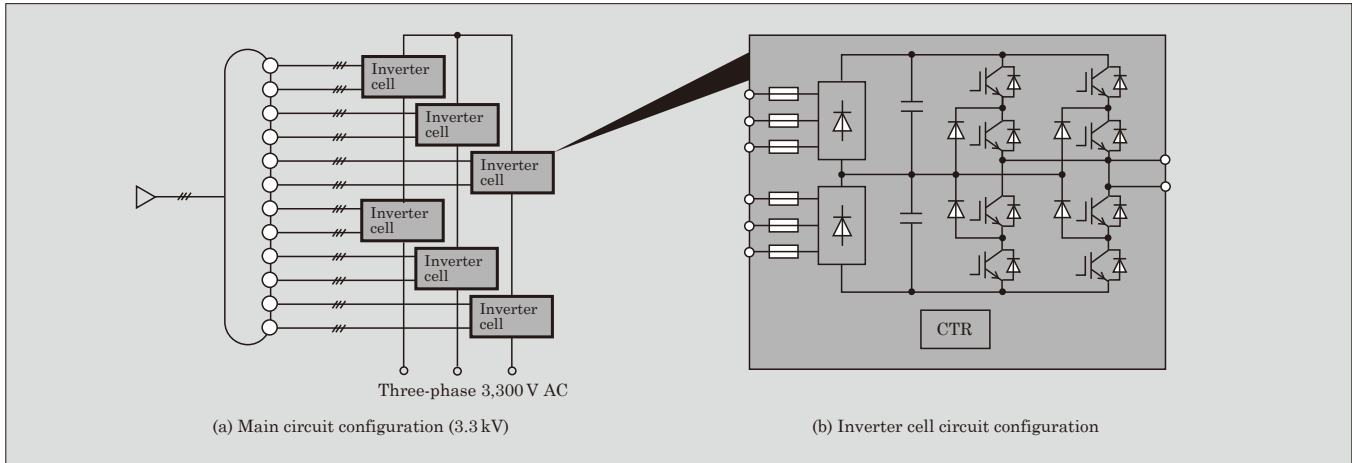 Inverter
cell
Inverter
cell
Inverter
cell
Inverter
cell
Inverter
cell
Inverter
cell
Three-phase 3,300 V AC
(a) Main circuit configuration (3.3 kV)
CTR
(b) Inverter cell circuit configuration